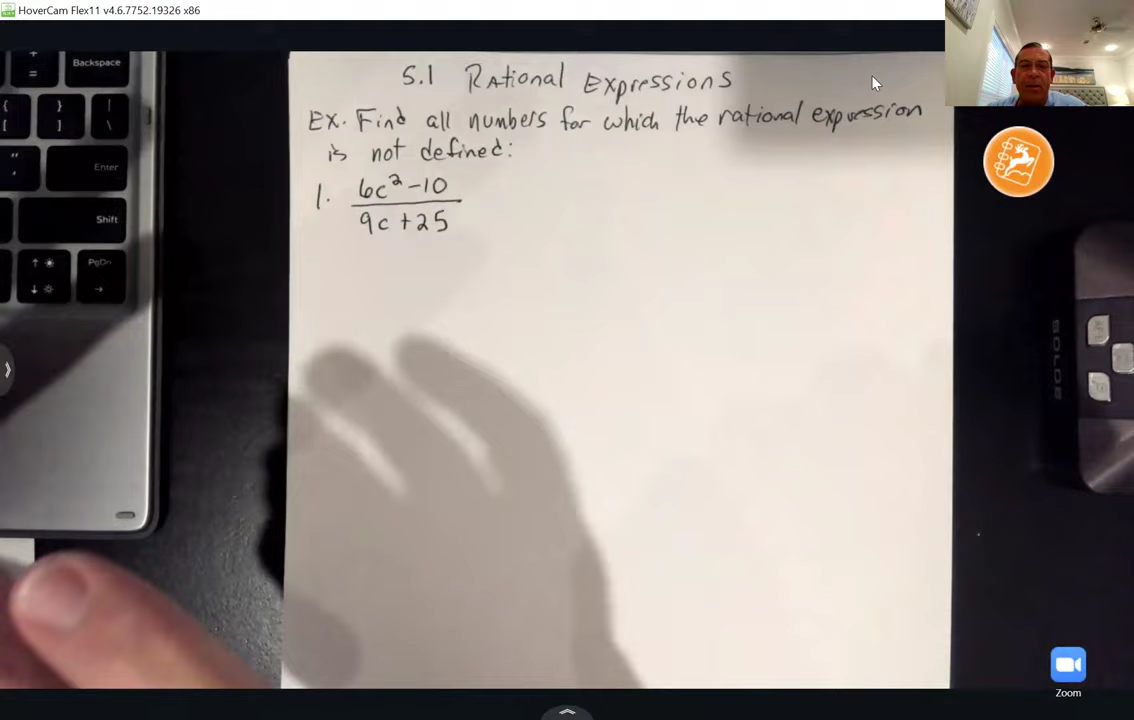 HoverCam Flex11 v4.6.7752.19326 x86
5.1 Rational Expressions
Ex. Find all numbers for which the rational expression
is not defined:
1. 6c²-10
9c+25
+
=
Backspace
{
[
}
]
|
\
"
'
Enter
Shift
PgDn
BOLDE
Zoom